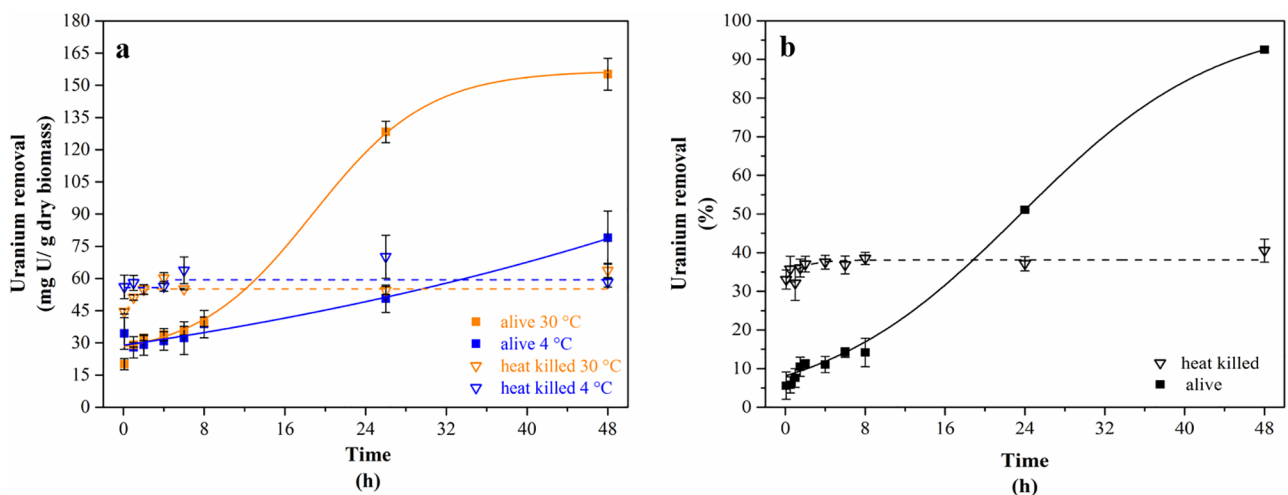 a
Uranium removal
(mg U/ g dry biomass)
180
165
150
135
120
105
90
75
60
45
30
15
0
0
8
16
24
32
40
48
Time
(h)
alive 30 °C
alive 4 °C
heat killed 30 °C
heat killed 4 °C
b
Uranium removal
(%)
100
90
80
70
60
50
40
30
20
10
0
0
8
16
24
32
40
48
Time
(h)
heat killed
alive